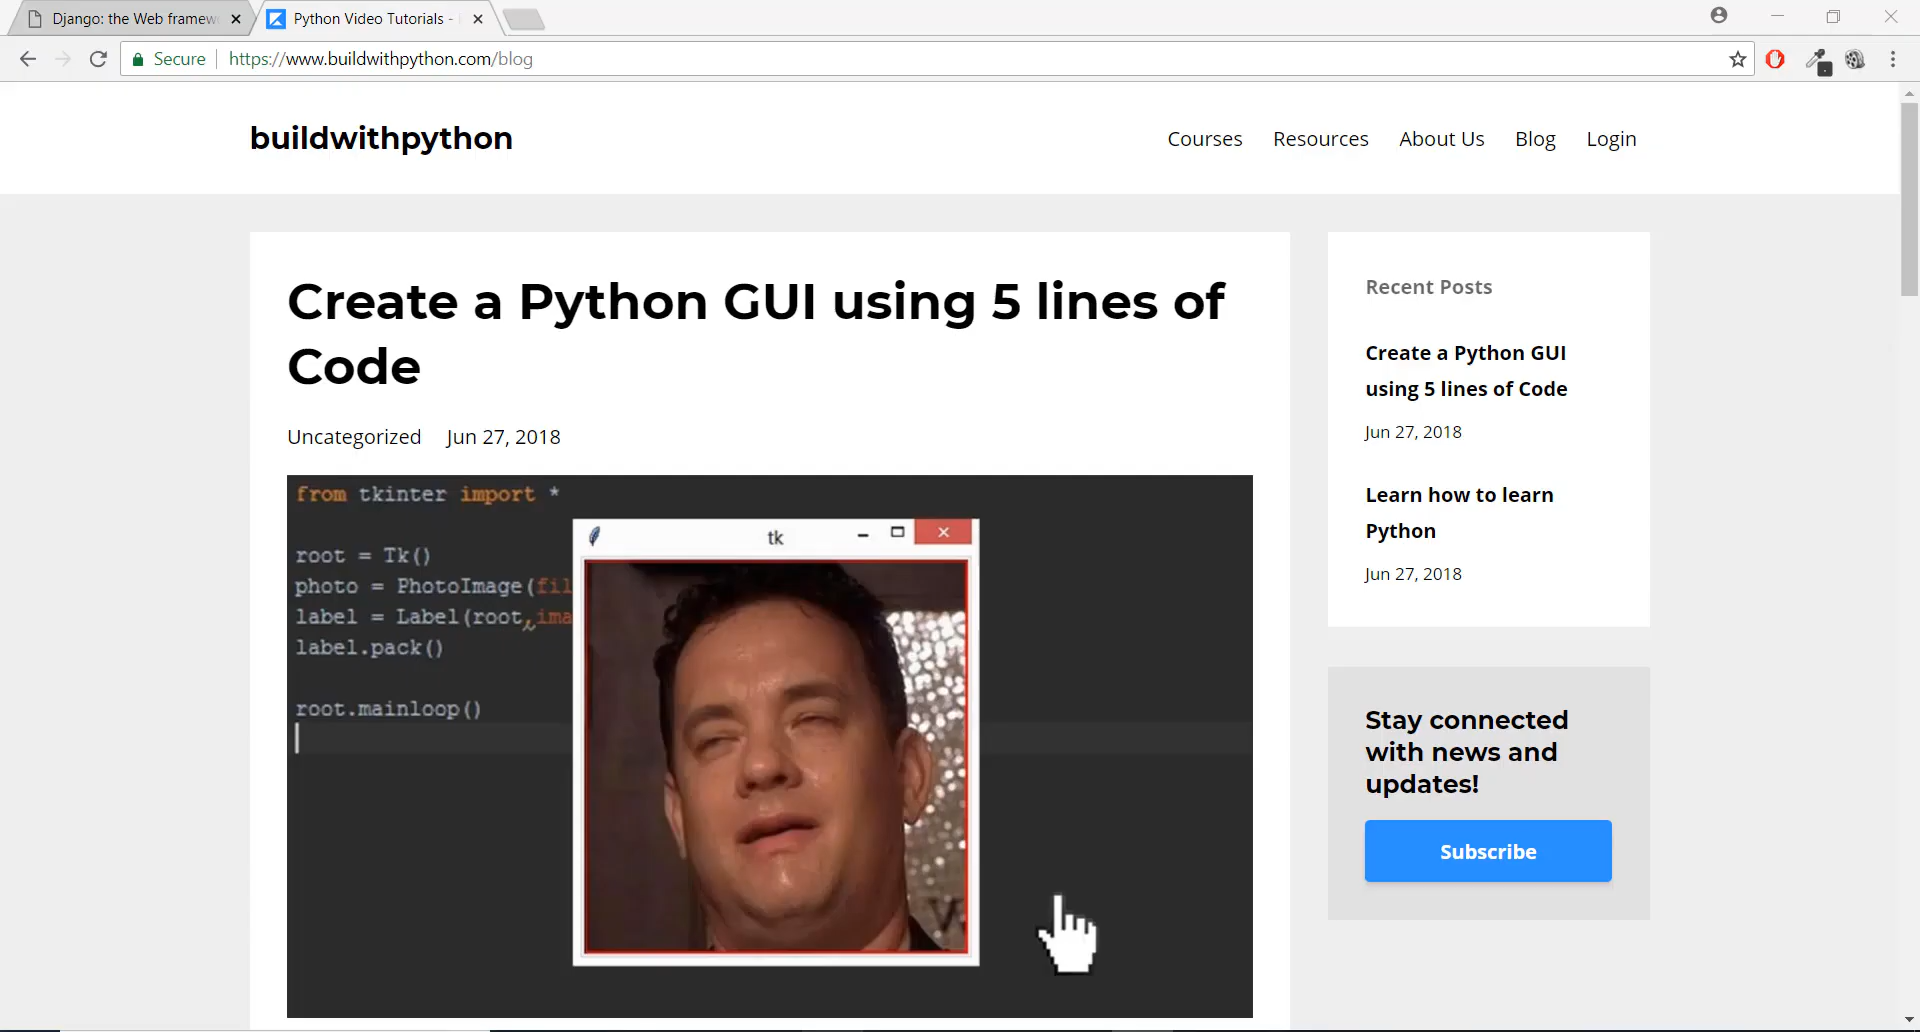 Django: the Web framew
Python Video Tutorials -
Secure https://www.buildwithpython.com/blog
buildwithpython
Courses Resources About Us Blog Login
Create a Python GUI using 5 lines of
Code
Uncategorized Jun 27, 2018
from tkinter import *
root = Tk()
photo = PhotoImage(fil
label = Label(root,ima
label.pack()
root.mainloop()
tk
Recent Posts
Create a Python GUI
using 5 lines of Code
Jun 27, 2018
Learn how to learn
Python
Jun 27, 2018
Stay connected
with news and
updates!
Subscribe